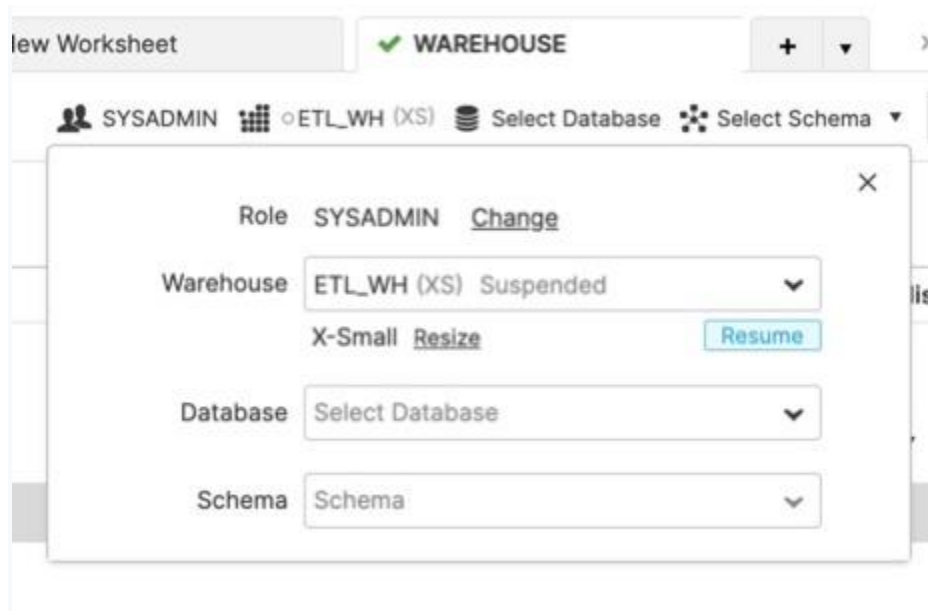 New Worksheet WAREHOUSE +
SYSADMIN ETL_WH (XS) Select Database Select Schema
Role SYSADMIN Change
Warehouse ETL_WH (XS) Suspended
X-Small Resize Resume
Database Select Database
Schema Schema